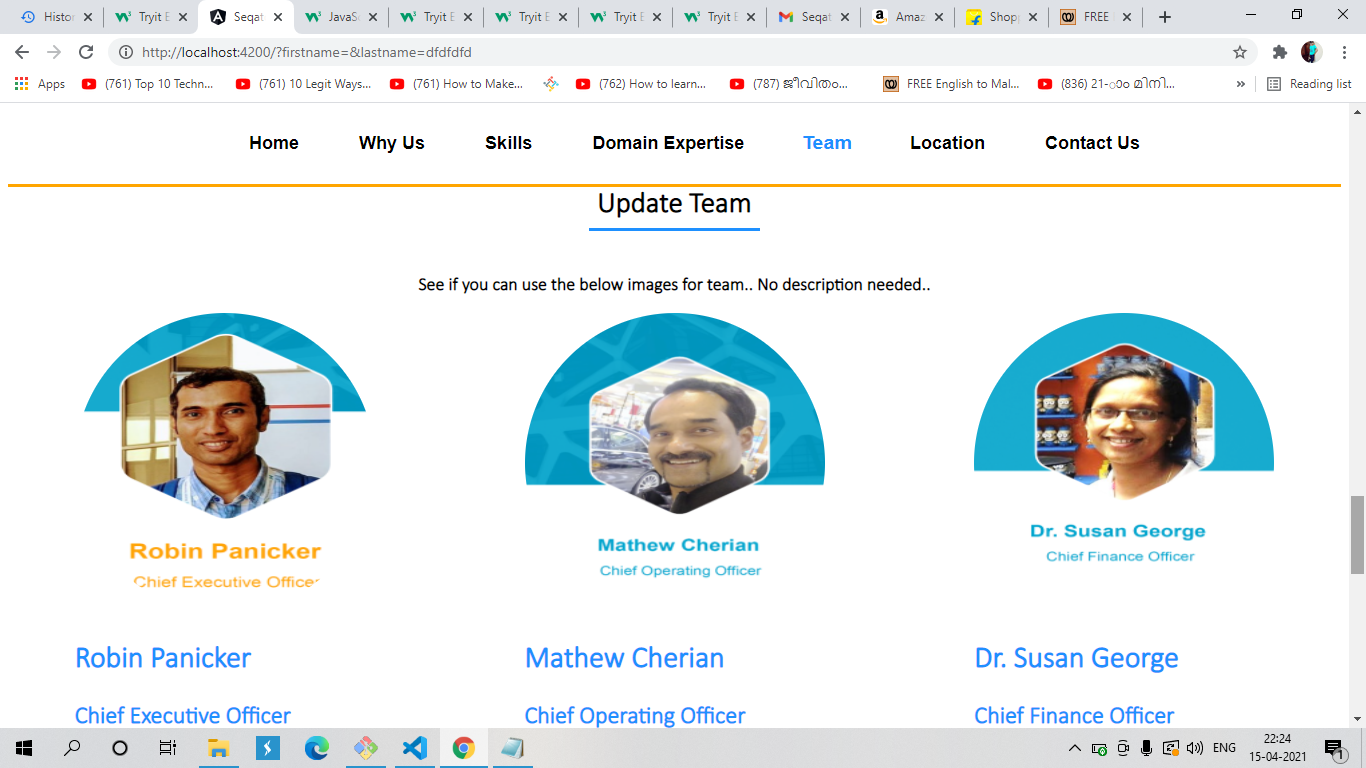 Histor
Tryit E
Seqat
JavaSc
Tryit E
Tryit E
Tryit E
Tryit E
Seqat
Amaz
Shopp
FREE
http://localhost:4200/?firstname=&lastname=dfdfdfd
Apps
(761) Top 10 Techn...
(761) 10 Legit Ways...
(761) How to Make...
(762) How to learn...
(787) ജീവിതം...
FREE English to Mal...
(836) 21-ാം മിനി...
»
Reading list
Home
Why Us
Skills
Domain Expertise
Team
Location
Contact Us
Update Team
See if you can use the below images for team.. No description needed..
Robin Panicker
Chief Executive Officer
Mathew Cherian
Chief Operating Officer
Dr. Susan George
Chief Finance Officer
Robin Panicker
Mathew Cherian
Dr. Susan George
Chief Executive Officer
Chief Operating Officer
Chief Finance Officer
ENG
22:24
15-04-2021
1